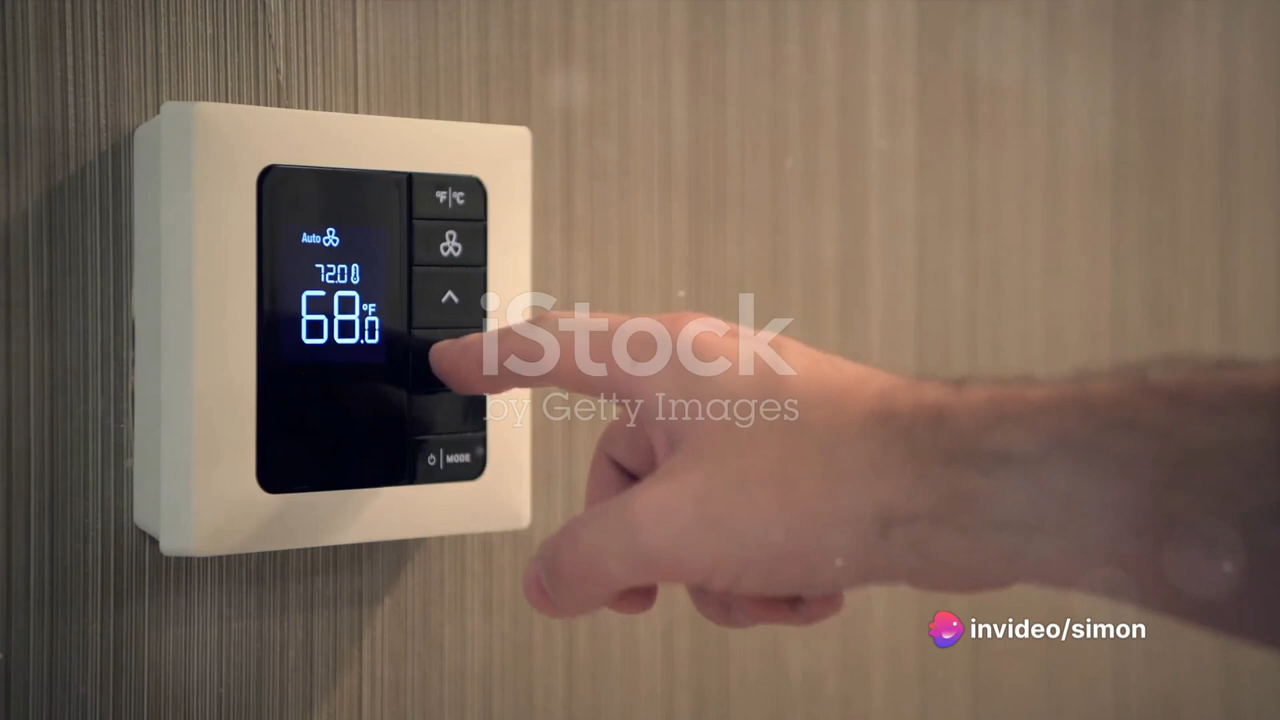 °F|°C
Auto
72.0
68.0 °F
MODE
iStock
by Getty Images
invideo/simon